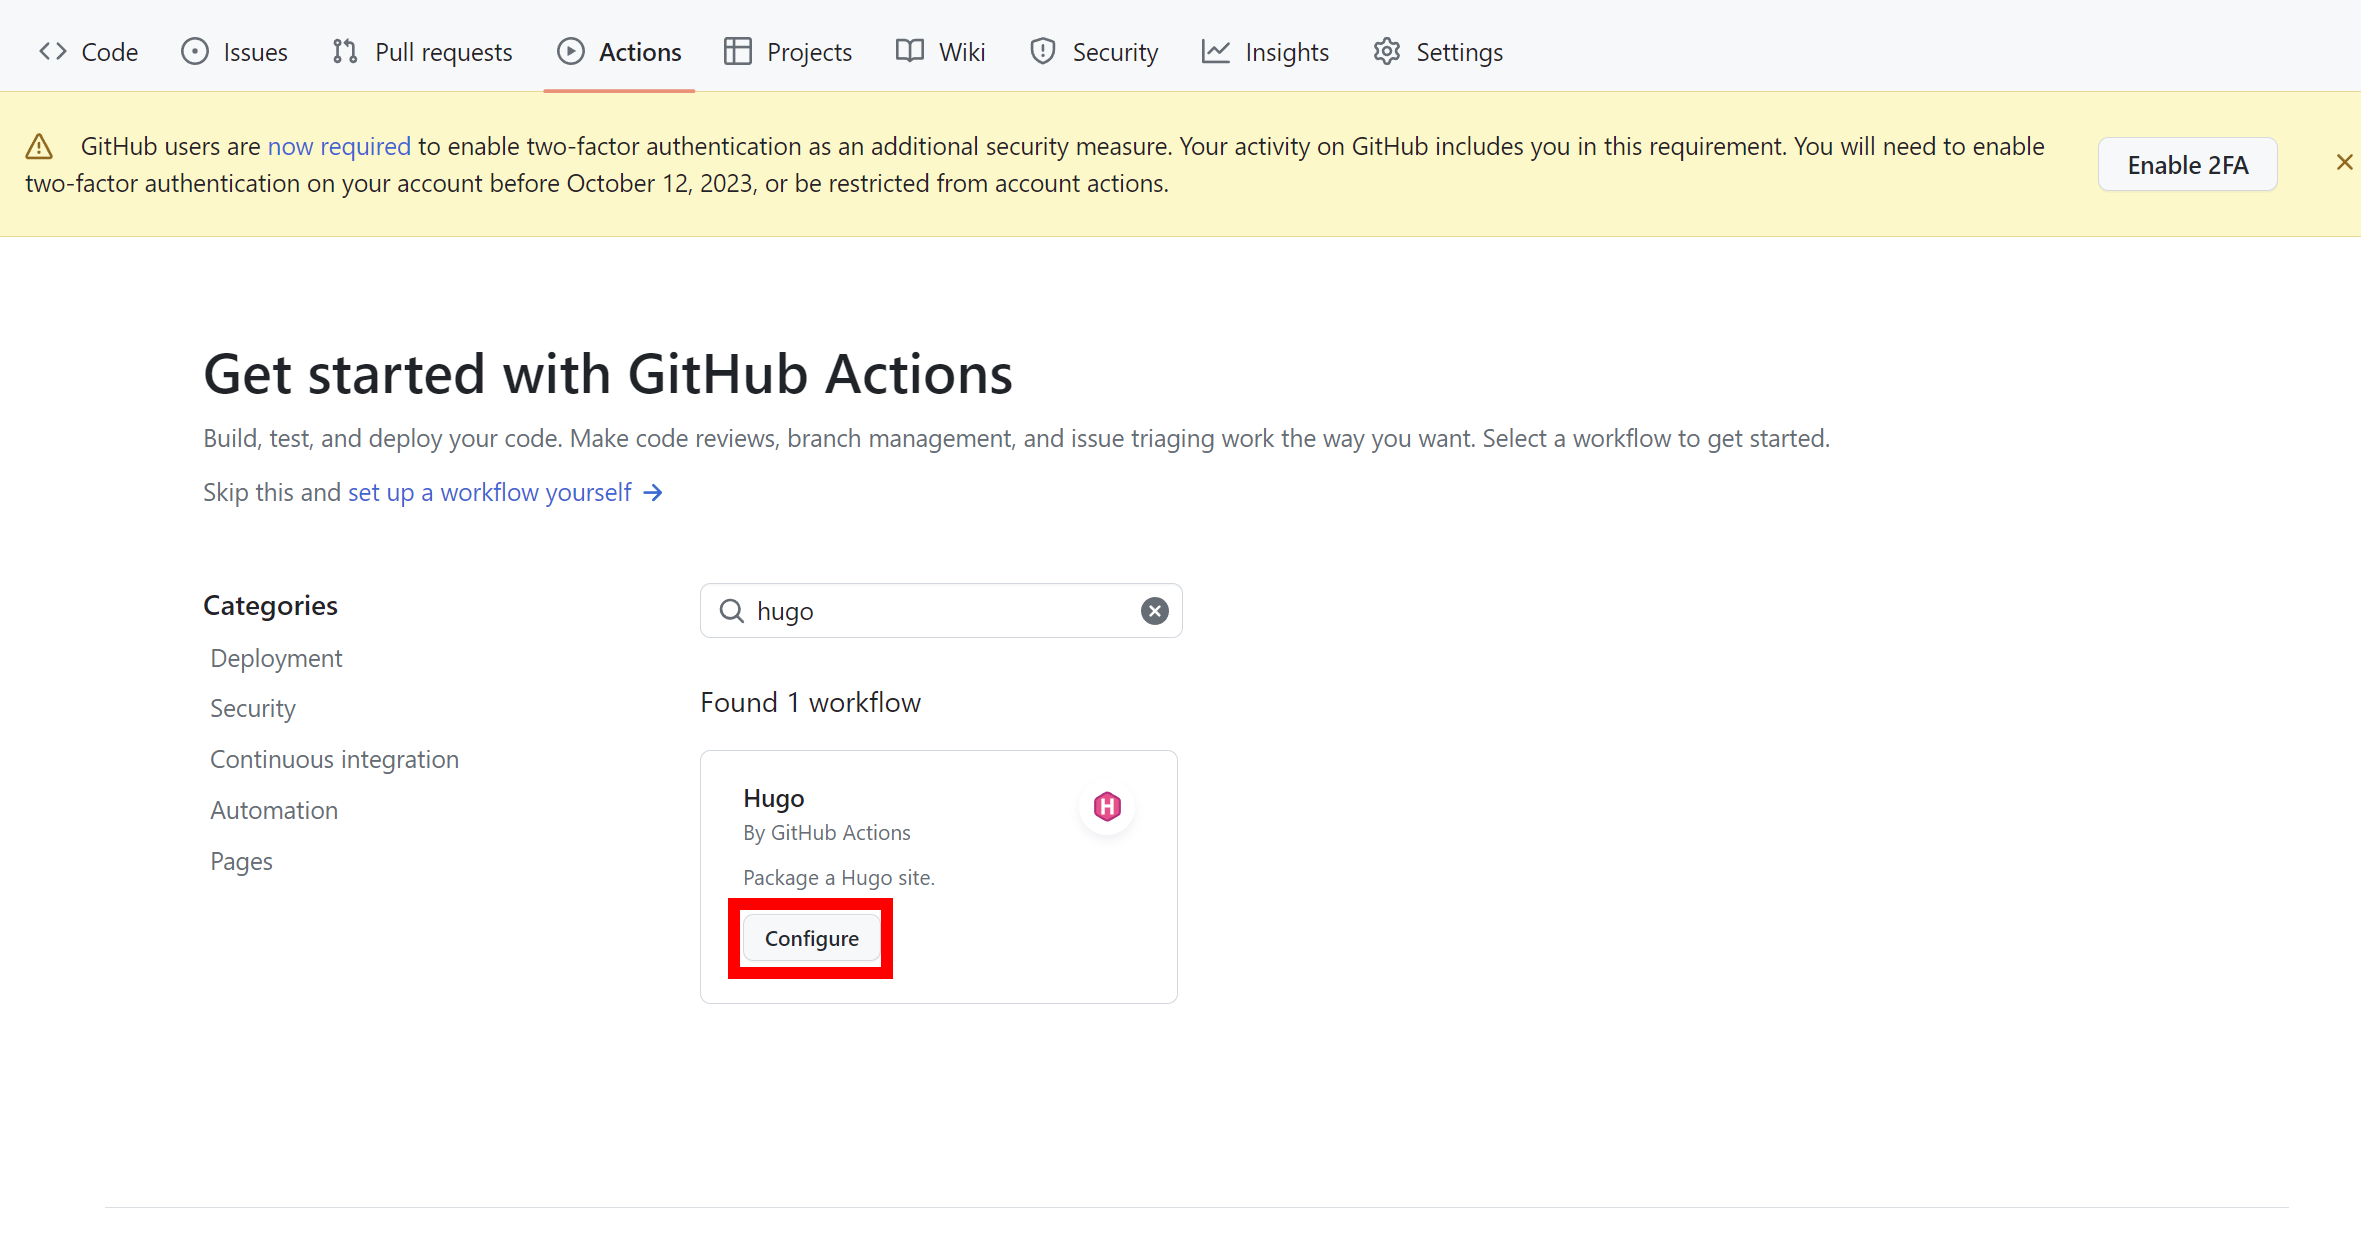 Code Issues Pull requests Actions Projects Wiki Security Insights Settings
GitHub users are now required to enable two-factor authentication as an additional security measure. Your activity on GitHub includes you in this requirement. You will need to enable
two-factor authentication on your account before October 12, 2023, or be restricted from account actions.
Enable 2FA
Get started with GitHub Actions
Build, test, and deploy your code. Make code reviews, branch management, and issue triaging work the way you want. Select a workflow to get started.
Skip this and set up a workflow yourself →
Categories
Deployment
Security
Continuous integration
Automation
Pages
hugo
Found 1 workflow
Hugo
H
By GitHub Actions
Package a Hugo site.
Configure